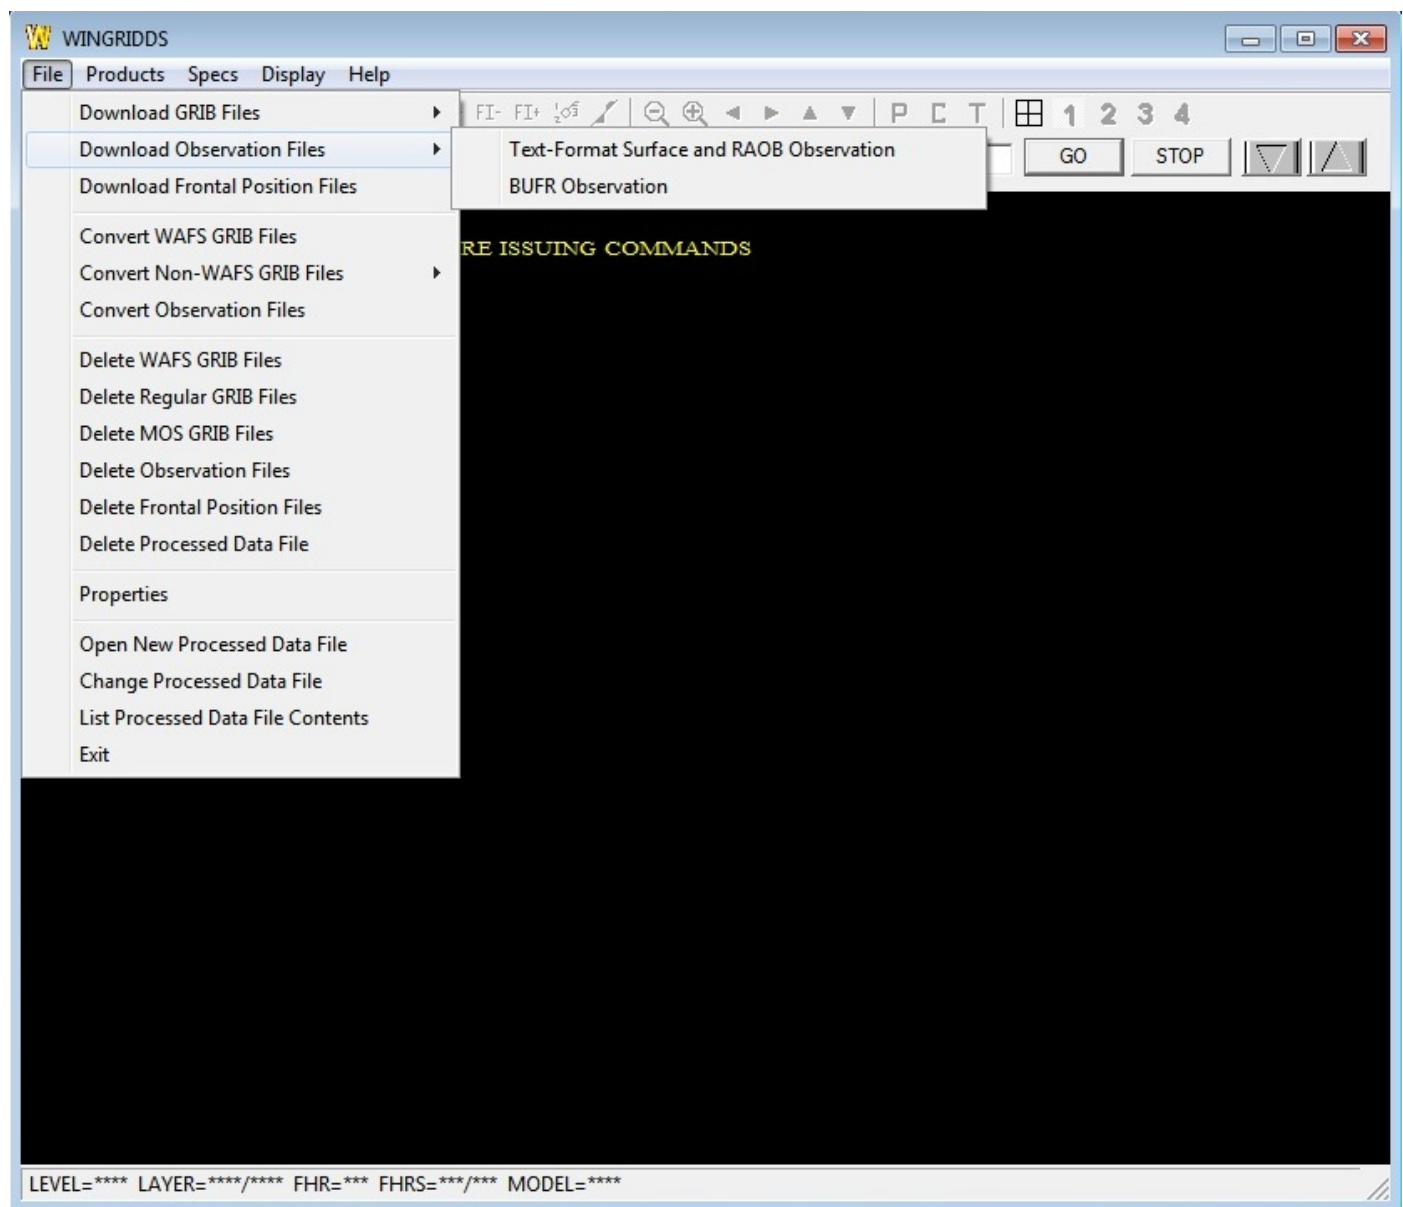 WINGRIDDS
File Products Specs Display Help
FI- FI+ P C T 1 2 3 4
GO STOP
Download GRIB Files
Download Observation Files
Download Frontal Position Files
Convert WAFS GRIB Files
Convert Non-WAFS GRIB Files
Convert Observation Files
Delete WAFS GRIB Files
Delete Regular GRIB Files
Delete MOS GRIB Files
Delete Observation Files
Delete Frontal Position Files
Delete Processed Data File
Properties
Open New Processed Data File
Change Processed Data File
List Processed Data File Contents
Exit
Text-Format Surface and RAOB Observation
BUFR Observation
RE ISSUING COMMANDS
LEVEL=**** LAYER=****/**** FHR=*** FHRS=***/*** MODEL=****